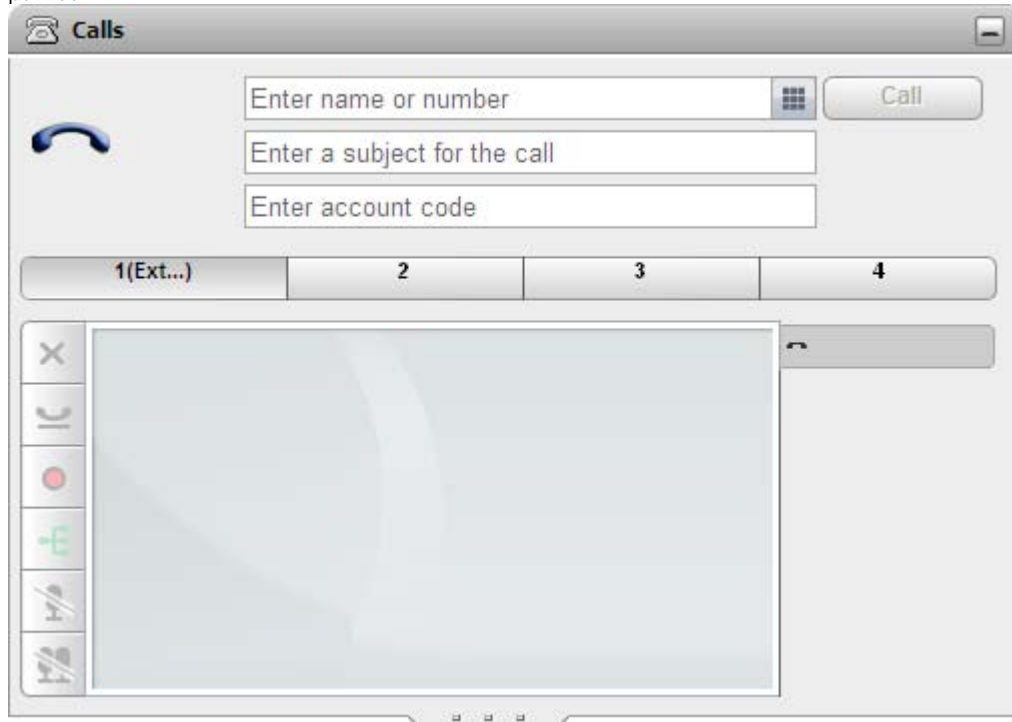 Calls
Enter name or number
Call
Enter a subject for the call
Enter account code
1(Ext...) 2 3 4